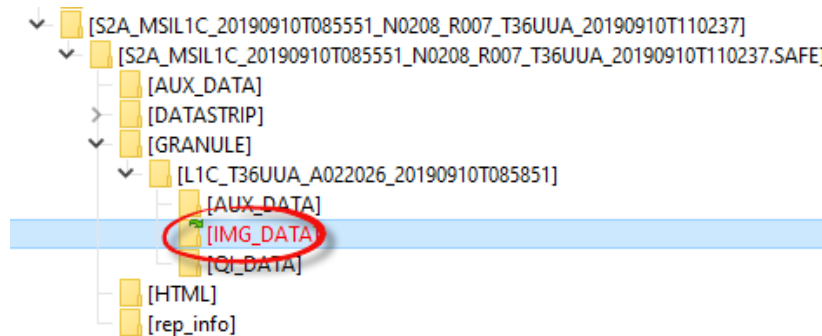 [S2A_MSIL1C_20190910T085551_N0208_R007_T36UUA_20190910T110237]
[S2A_MSIL1C_20190910T085551_N0208_R007_T36UUA_20190910T110237.SAFE]
[AUX_DATA]
[DATASTRIP]
[GRANULE]
[L1C_T36UUA_A022026_20190910T085851]
[AUX_DATA]
[IMG_DATA]
[QI_DATA]
[HTML]
[rep_info]